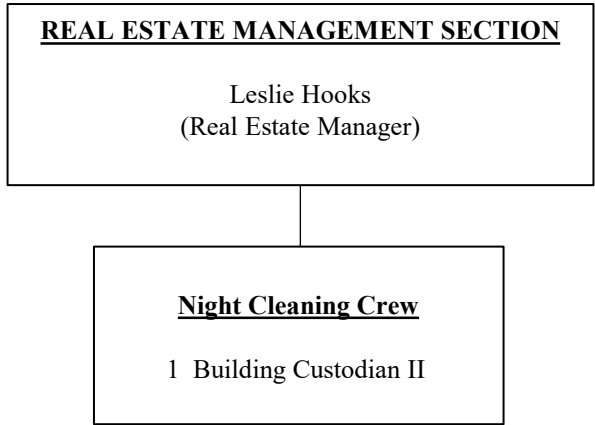 REAL ESTATE MANAGEMENT SECTION
Leslie Hooks
(Real Estate Manager)
Night Cleaning Crew
1 Building Custodian II